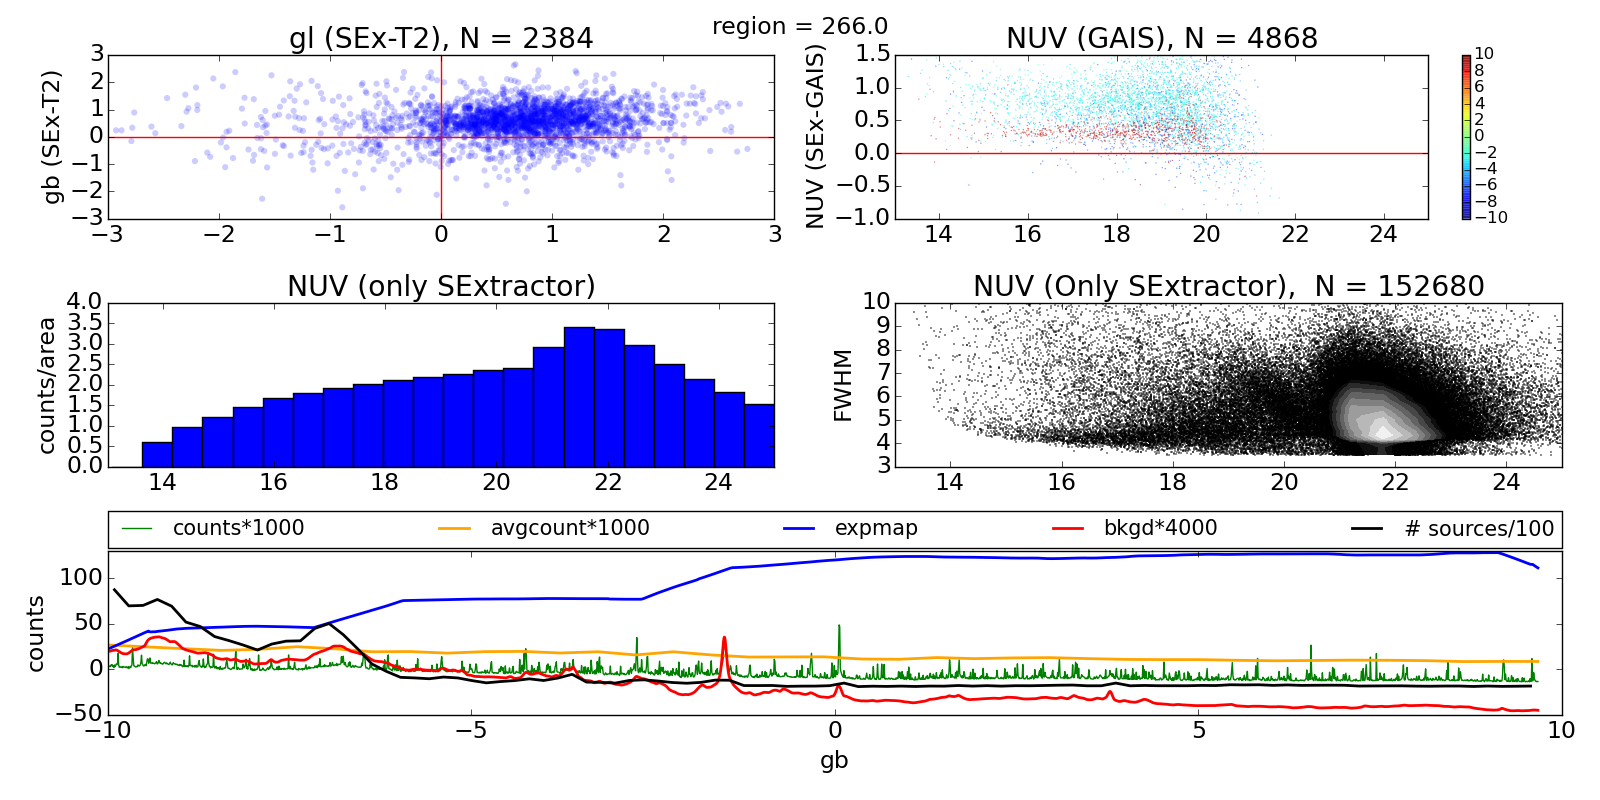 region = 266.0
gl (SEx-T2), N = 2384
gb (SEx-T2)
3
2
1
0
−1
−2
−3
−3 −2 −1 0 1 2 3
NUV (GAIS), N = 4868
NUV (SEx-GAIS)
1.5
1.0
0.5
0.0
−0.5
−1.0
14 16 18 20 22 24
10
8
6
4
2
0
−2
−4
−6
−8
−10
NUV (only SExtractor)
counts/area
4.0
3.5
3.0
2.5
2.0
1.5
1.0
0.5
0.0
14 16 18 20 22 24
NUV (Only SExtractor), N = 152680
FWHM
10
9
8
7
6
5
4
3
14 16 18 20 22 24
counts*1000 avgcount*1000 expmap bkgd*4000 # sources/100
counts
100
50
0
−50
−10 −5 0 5 10
gb